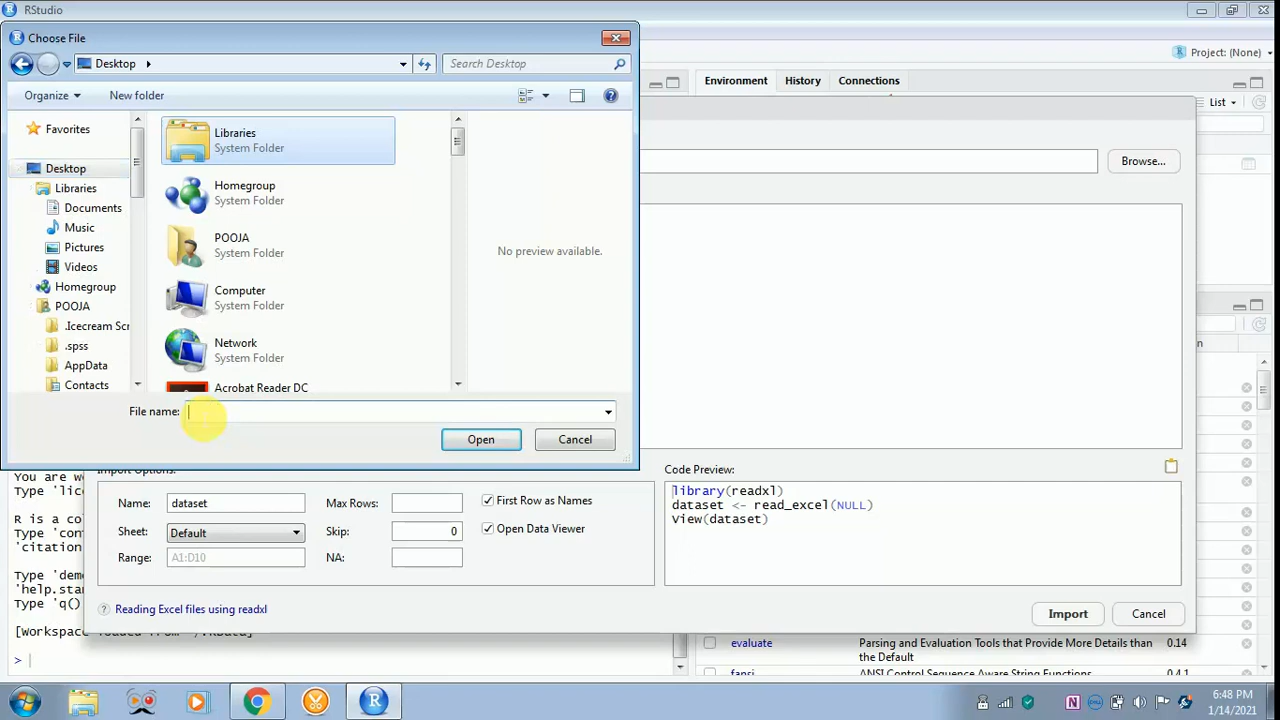 RStudio
Choose File
Desktop
Search Desktop
Organize
New folder
Favorites
Desktop
Libraries
Documents
Music
Pictures
Videos
Homegroup
POOJA
.Icecream Scr
.spss
AppData
Contacts
Libraries
System Folder
Homegroup
System Folder
POOJA
System Folder
Computer
System Folder
Network
System Folder
Acrobat Reader DC
No preview available.
File name:
Open
Cancel
Project: (None)
Environment
History
Connections
List
Browse...
Import Options:
Name:
dataset
Max Rows:
First Row as Names
Sheet:
Default
Skip:
0
Open Data Viewer
Range:
A1:D10
NA:
Reading Excel files using readxl
Code Preview:
library(readxl)
dataset <- read_excel(NULL)
View(dataset)
Import
Cancel
You are we
Type 'lice
R is a co
Type 'con
'citation
Type 'demo
'help.star
Type 'q()
>
evaluate
Parsing and Evaluation Tools that Provide More Details than
the Default
0.14
fansi
ANSI Control Sequence Aware String Functions
0.4.1
6:48 PM
1/14/2021